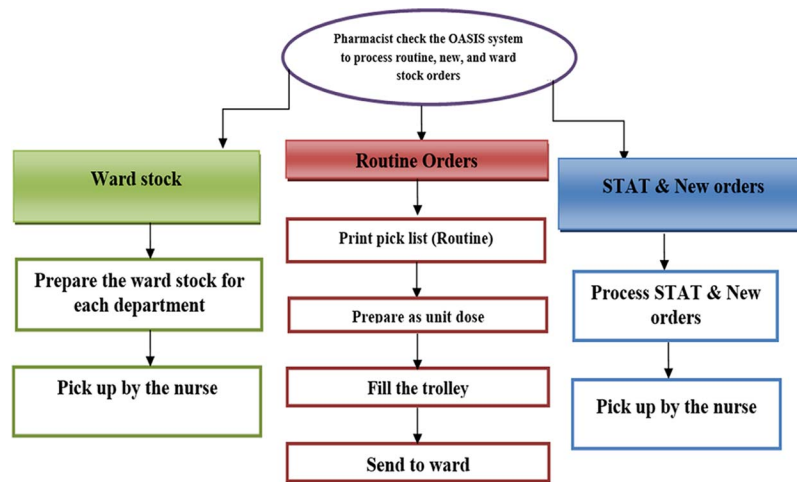 Pharmacist check the OASIS system
to process routine, new, and ward
stock orders
Ward stock
Prepare the ward stock for
each department
Pick up by the nurse
Routine Orders
Print pick list (Routine)
Prepare as unit dose
Fill the trolley
Send to ward
STAT & New orders
Process STAT & New
orders
Pick up by the nurse